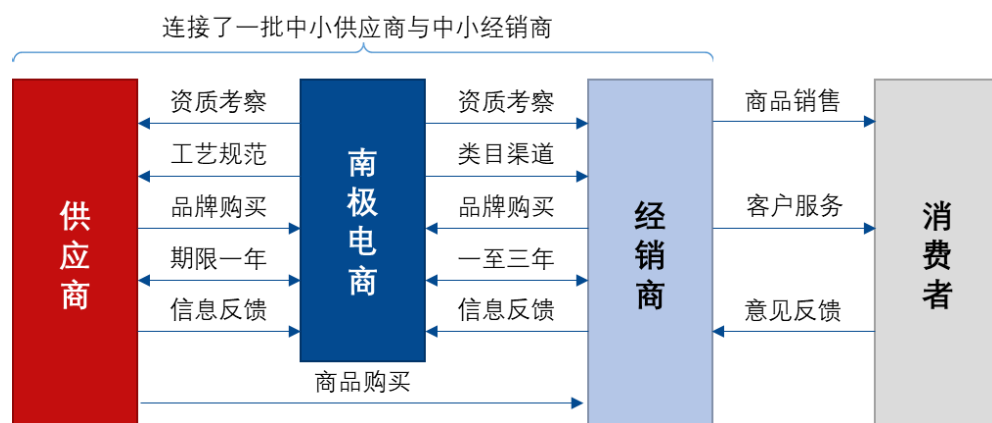 连接了一批中小供应商与中小经销商
供应商
资质考察
工艺规范
品牌购买
期限一年
信息反馈
南极电商
资质考察
类目渠道
品牌购买
一至三年
信息反馈
商品购买
经销商
商品销售
客户服务
意见反馈
消费者